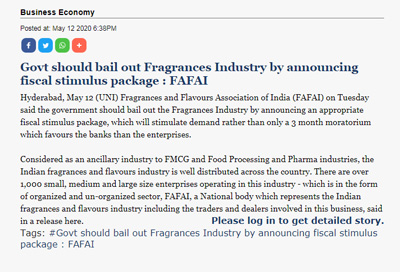 Business Economy
Posted at: May 12 2020 6:38PM
Govt should bail out Fragrances Industry by announcing
fiscal stimulus package : FAFAI
Hyderabad, May 12 (UNI) Fragrances and Flavours Association of India (FAFAI) on Tuesday
said the government should bail out the Fragrances Industry by announcing an appropriate
fiscal stimulus package, which will stimulate demand rather than only a 3 month moratorium
which favours the banks than the enterprises.
Considered as an ancillary industry to FMCG and Food Processing and Pharma industries, the
Indian fragrances and flavours industry is well distributed across the country. There are over
1,000 small, medium and large size enterprises operating in this industry - which is in the form
of organized and un-organized sector, FAFAI, a National body which represents the Indian
fragrances and flavours industry including the traders and dealers involved in this business, said
in a release here. Please log in to get detailed story.
Tags: #Govt should bail out Fragrances Industry by announcing fiscal stimulus
package : FAFAI